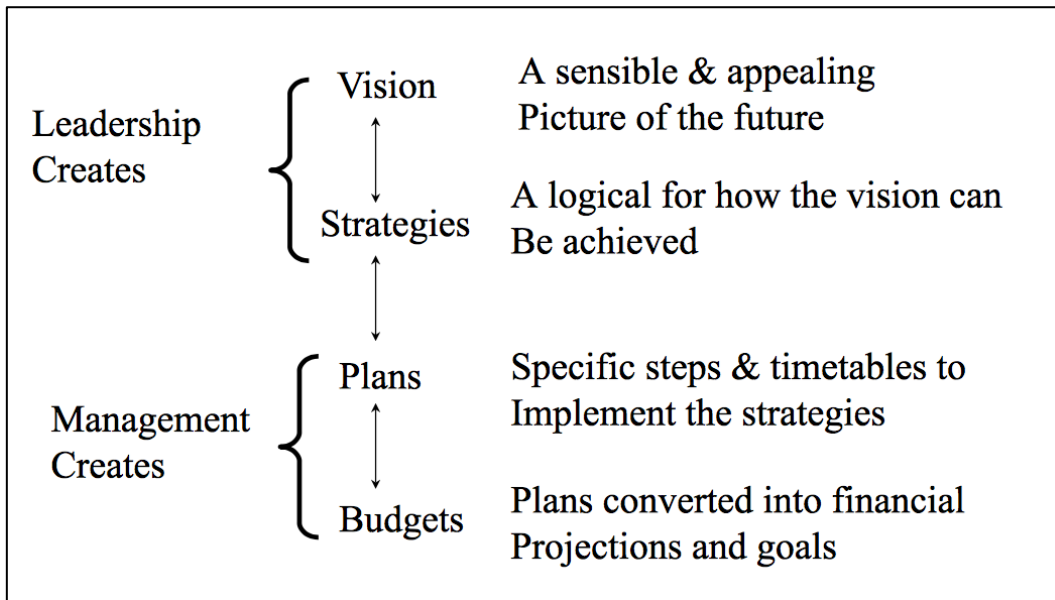 Leadership
Creates
Vision
A sensible & appealing
Picture of the future
Strategies
A logical for how the vision can
Be achieved
Management
Creates
Plans
Specific steps & timetables to
Implement the strategies
Budgets
Plans converted into financial
Projections and goals